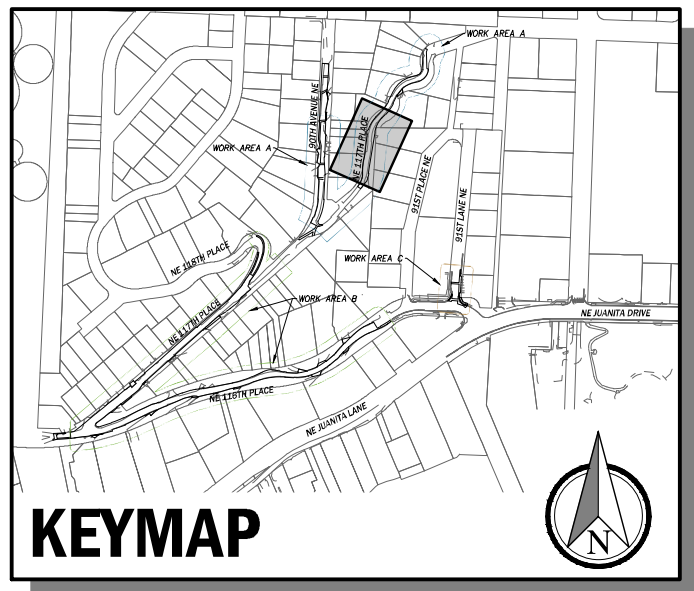 WORK AREA A
90TH AVENUE NE
NE 117TH PLACE
WORK AREA A
91ST PLACE NE
91ST LANE NE
NE 118TH PLACE
WORK AREA C
WORK AREA B
NE 117TH PLACE
NE JUANITA DRIVE
NE 116TH PLACE
NE JUANITA LANE
KEYMAP
N